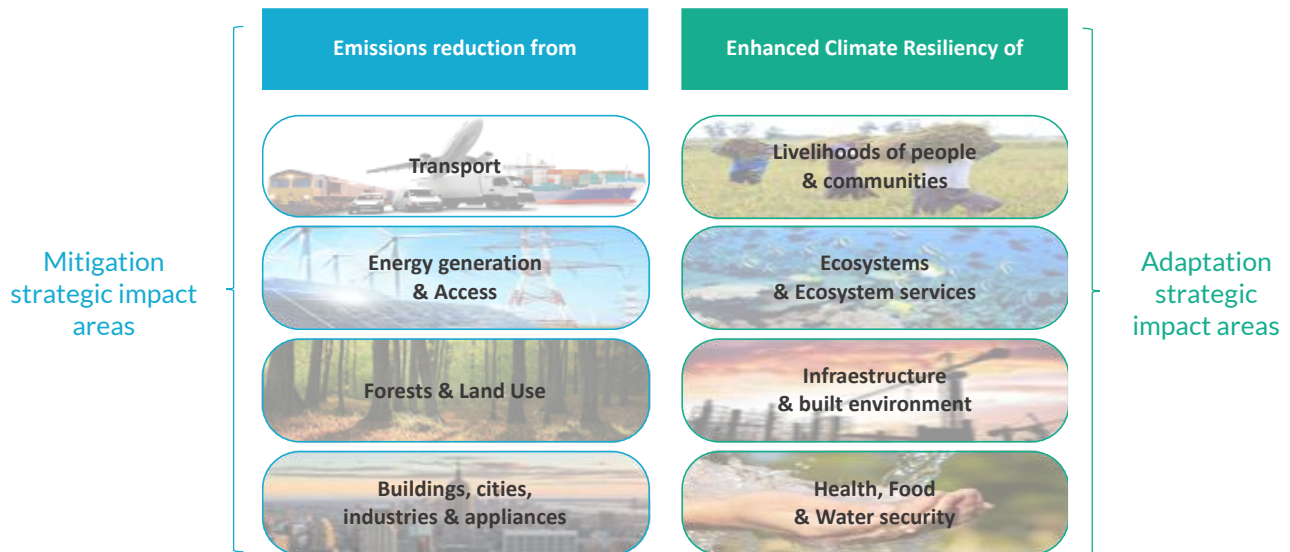 Emissions reduction from
Enhanced Climate Resiliency of
Mitigation
strategic impact
areas
Transport
Energy generation
& Access
Forests & Land Use
Buildings, cities,
industries & appliances
Livelihoods of people
& communities
Ecosystems
& Ecosystem services
Infraestructure
& built environment
Health, Food
& Water security
Adaptation
strategic
impact areas